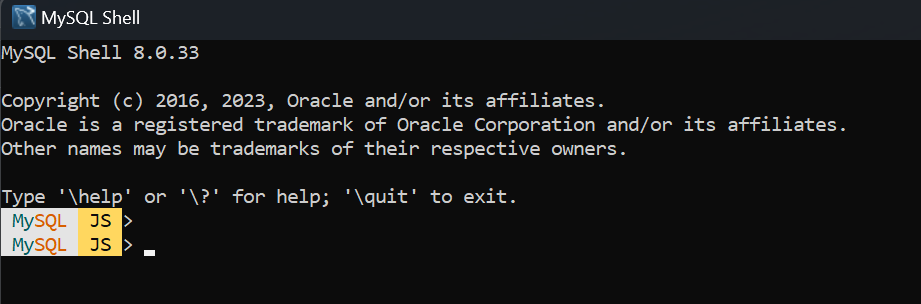 MySQL Shell
MySQL Shell 8.0.33
Copyright (c) 2016, 2023, Oracle and/or its affiliates.
Oracle is a registered trademark of Oracle Corporation and/or its affiliates.
Other names may be trademarks of their respective owners.
Type '\help' or '\?' for help; '\quit' to exit.
MySQL JS >
MySQL JS >